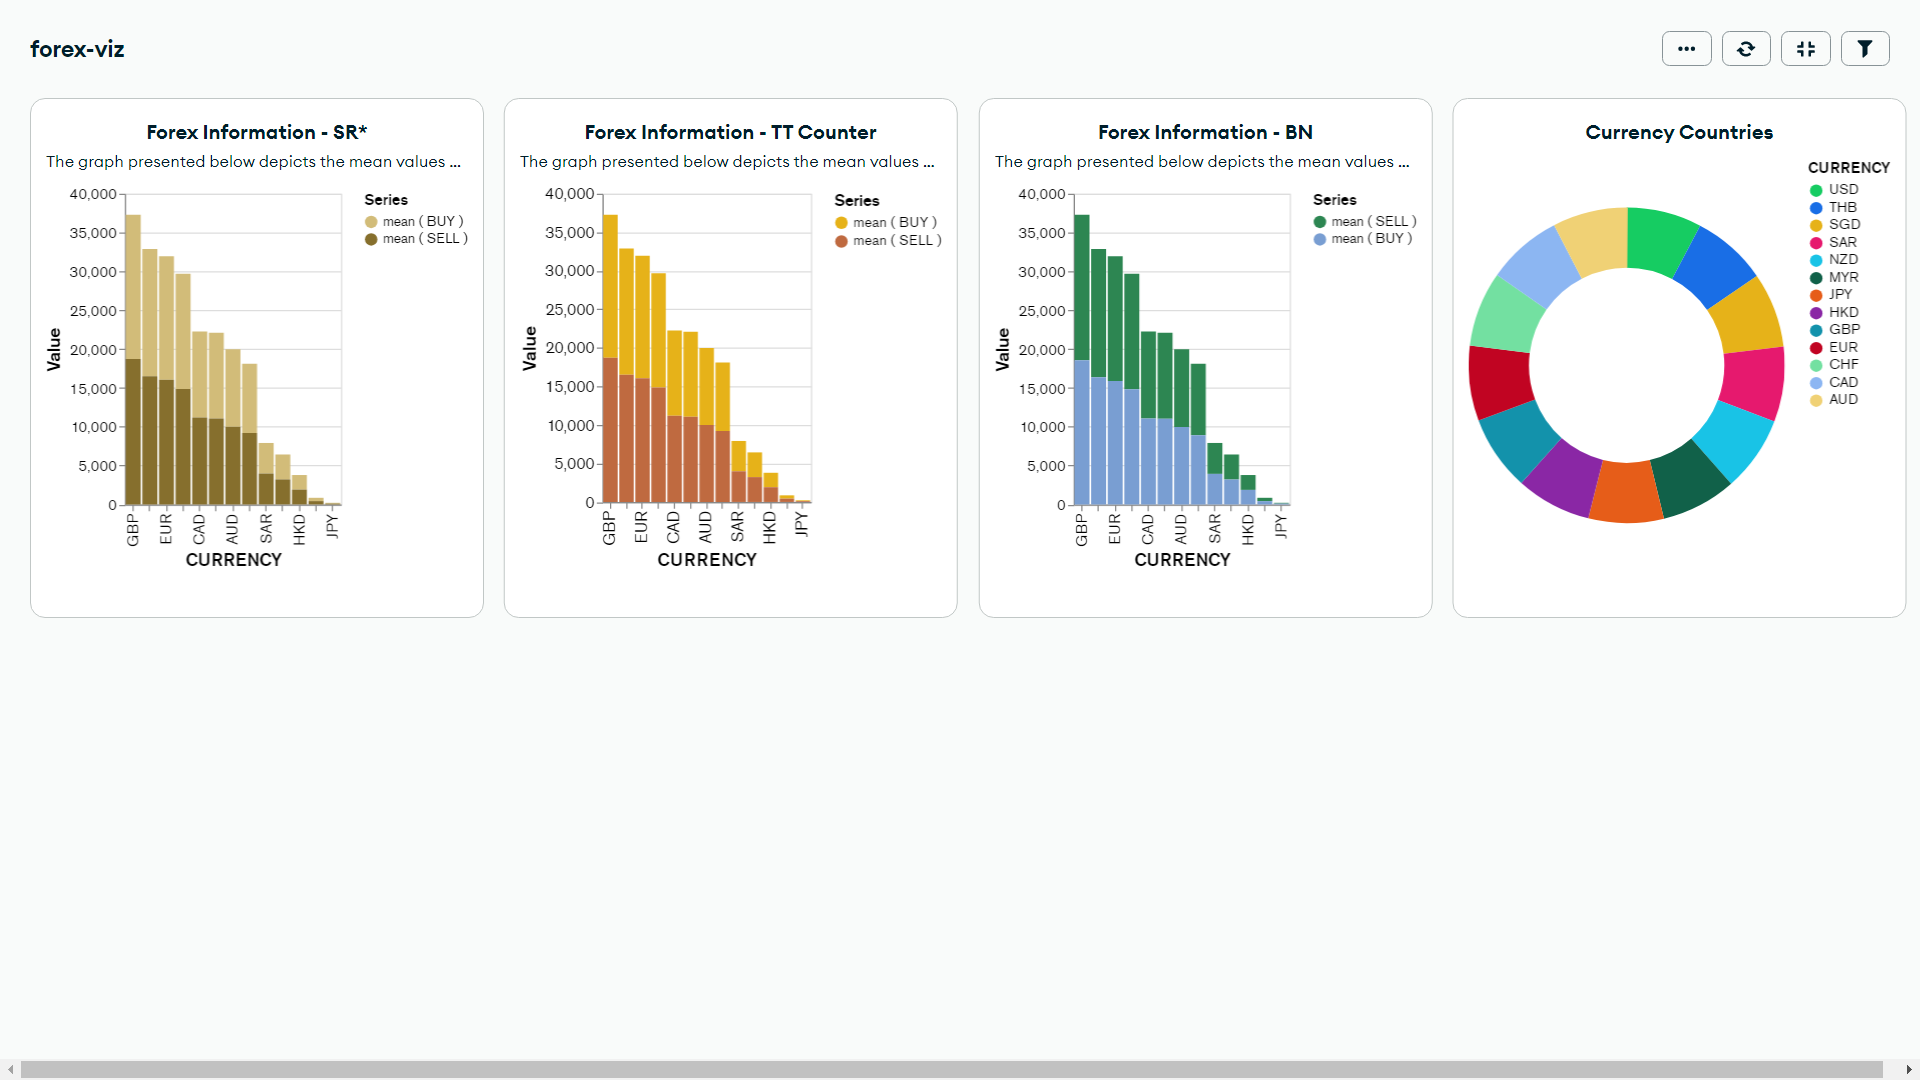 forex-viz
Forex Information - SR*
The graph presented below depicts the mean values ...
40,000
35,000
30,000
25,000
20,000
15,000
10,000
5,000
0
Value
GBP
EUR
CAD
AUD
SAR
HKD
JPY
CURRENCY
Series
mean ( BUY )
mean ( SELL )
Forex Information - TT Counter
The graph presented below depicts the mean values ...
40,000
35,000
30,000
25,000
20,000
15,000
10,000
5,000
0
Value
GBP
EUR
CAD
AUD
SAR
HKD
JPY
CURRENCY
Series
mean ( BUY )
mean ( SELL )
Forex Information - BN
The graph presented below depicts the mean values ...
40,000
35,000
30,000
25,000
20,000
15,000
10,000
5,000
0
Value
GBP
EUR
CAD
AUD
SAR
HKD
JPY
CURRENCY
Series
mean ( SELL )
mean ( BUY )
Currency Countries
CURRENCY
USD
THB
SGD
SAR
NZD
MYR
JPY
HKD
GBP
EUR
CHF
CAD
AUD